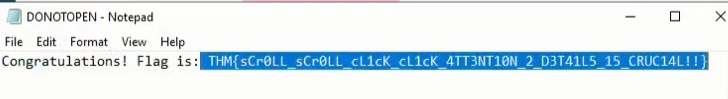 DONOTOPEN - Notepad
File Edit Format View Help
Congratulations! Flag is: THM{sCr0LL_sCr0LL_cL1cK_cL1cK_4TT3NT10N_2_D3T41L5_15_CRUC14L!!}